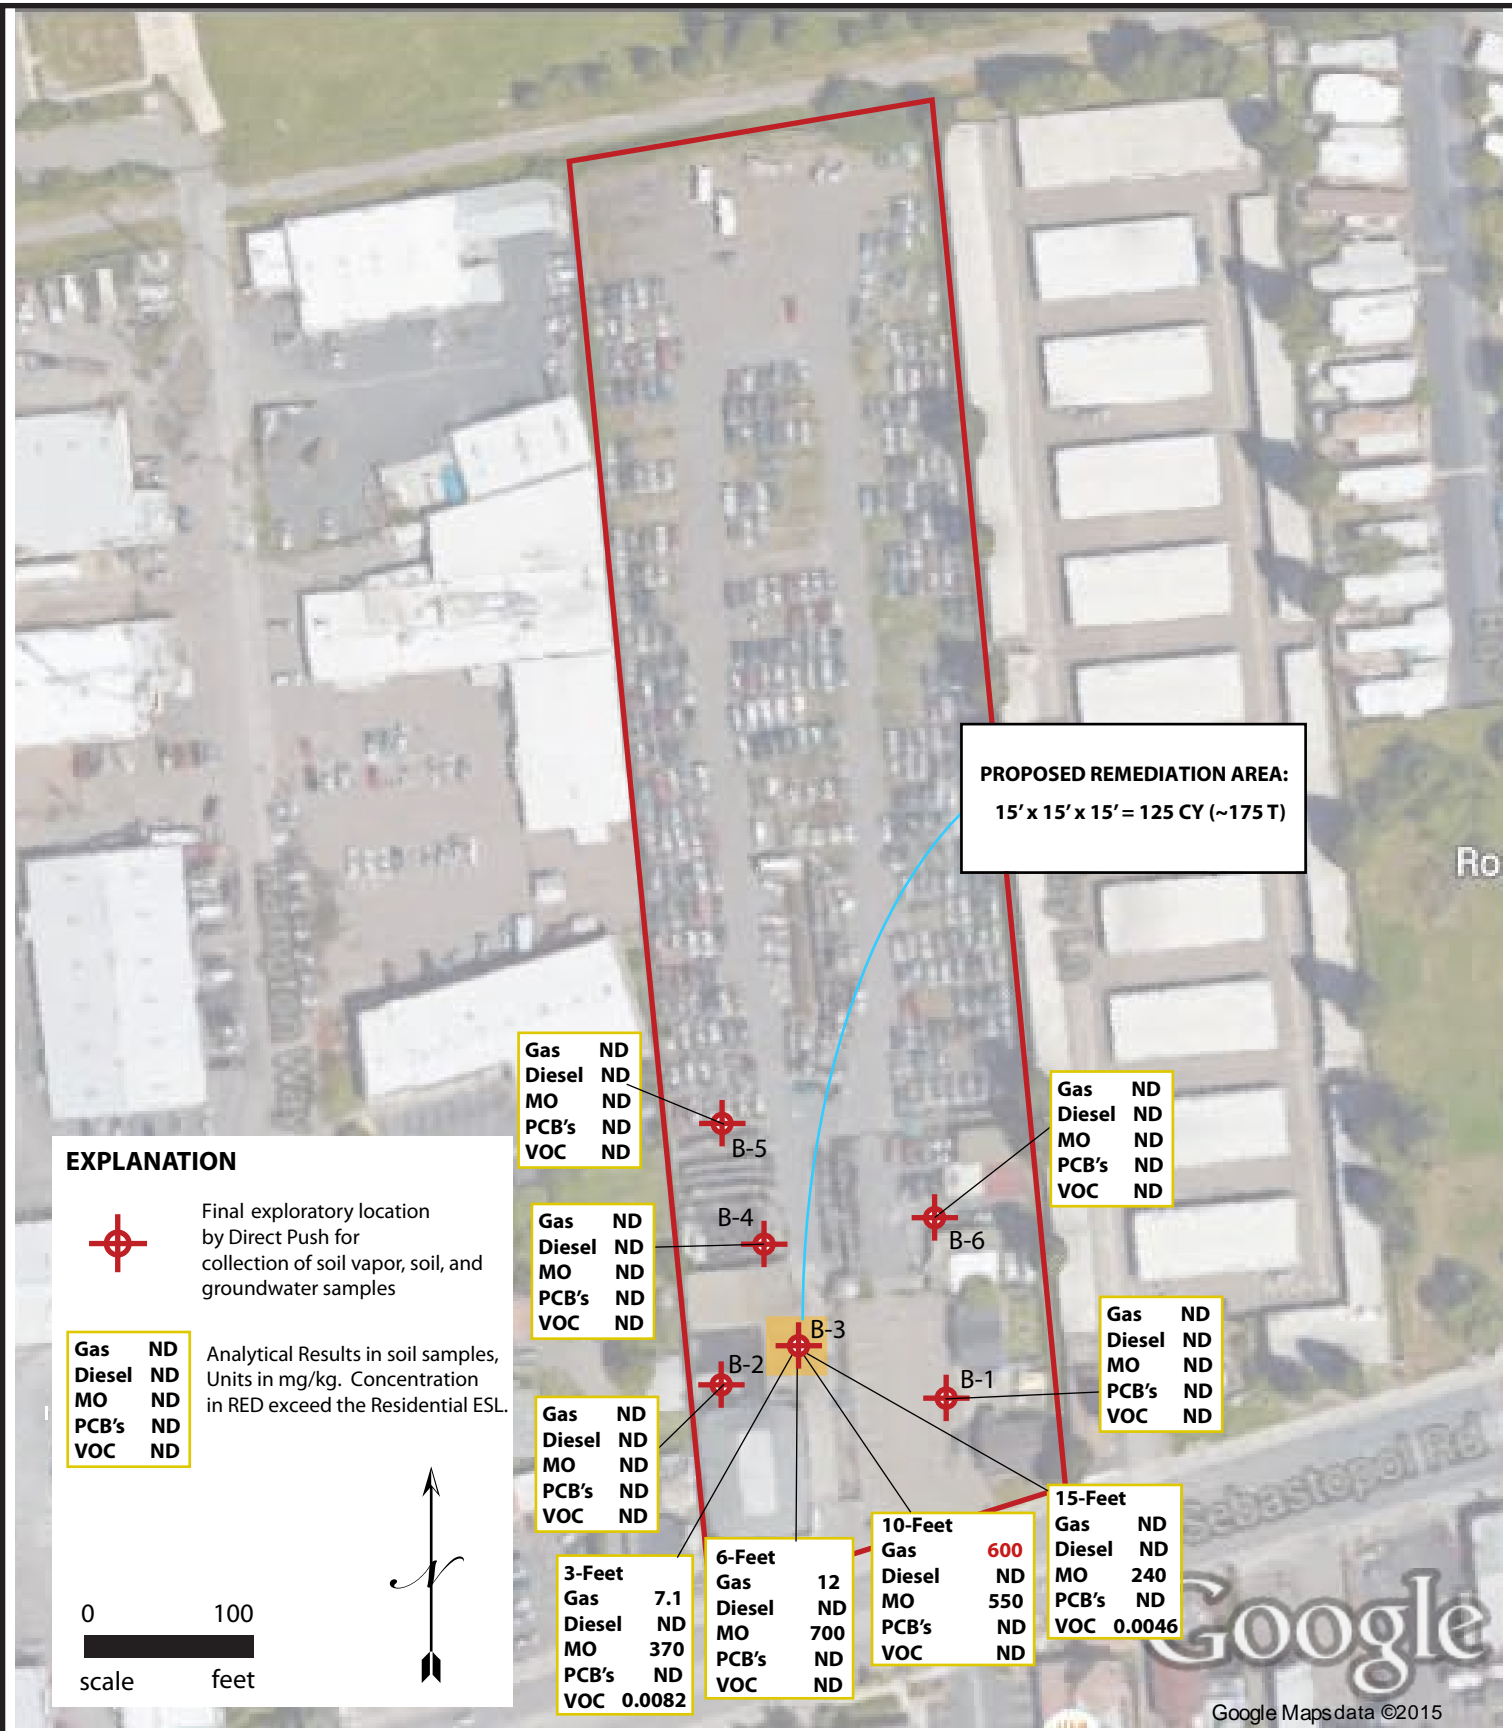 PROPOSED REMEDIATION AREA:
15' x 15' x 15' = 125 CY (~175 T)
Ro
Gas ND
Diesel ND
MO ND
PCB's ND
VOC ND
B-5
Gas ND
Diesel ND
MO ND
PCB's ND
VOC ND
B-6
Gas ND
Diesel ND
MO ND
PCB's ND
VOC ND
B-4
B-3
B-2
Gas ND
Diesel ND
MO ND
PCB's ND
VOC ND
B-1
Gas ND
Diesel ND
MO ND
PCB's ND
VOC ND
EXPLANATION
Final exploratory location
by Direct Push for
collection of soil vapor, soil, and
groundwater samples
Gas ND
Diesel ND
MO ND
PCB's ND
VOC ND
Analytical Results in soil samples,
Units in mg/kg. Concentration
in RED exceed the Residential ESL.
N
0 100
scale feet
3-Feet
Gas 7.1
Diesel ND
MO 370
PCB's ND
VOC 0.0082
6-Feet
Gas 12
Diesel ND
MO 700
PCB's ND
VOC ND
10-Feet
Gas 600
Diesel ND
MO 550
PCB's ND
VOC ND
15-Feet
Gas ND
Diesel ND
MO 240
PCB's ND
VOC 0.0046
Sebastopol Rd
Google
Google Maps data ©2015